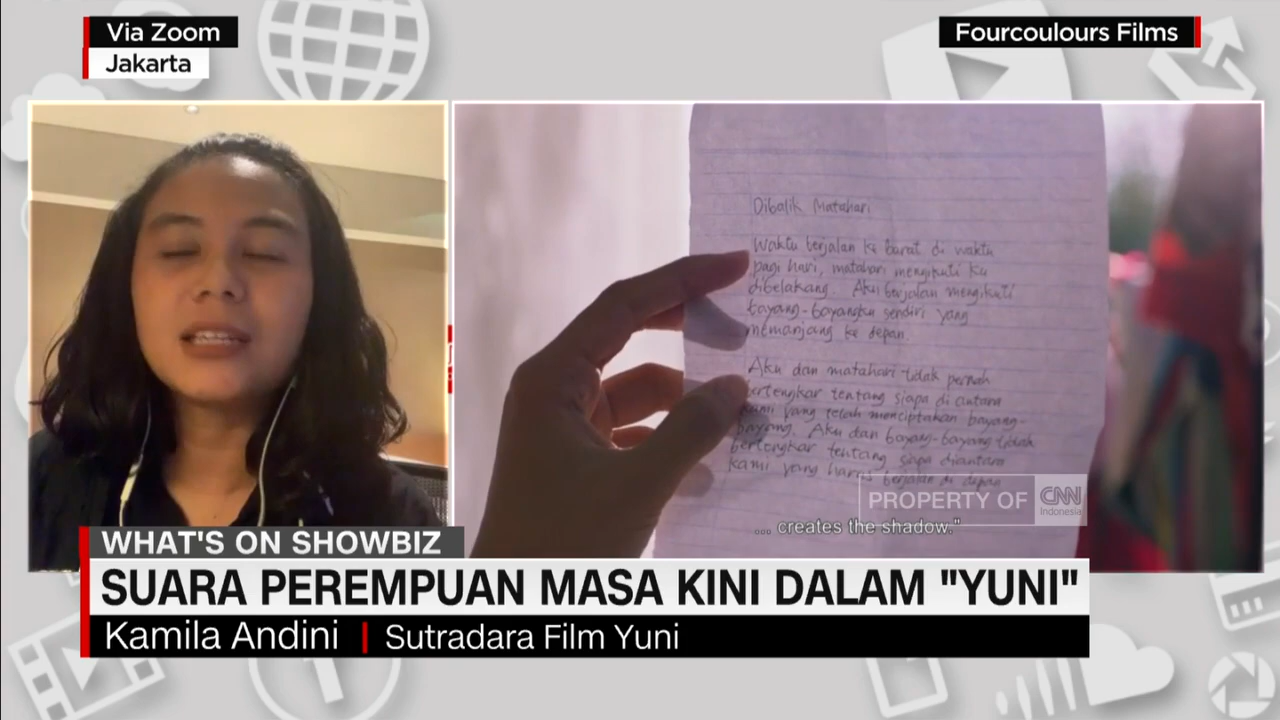 Via Zoom
Jakarta
Fourcoulours Films
Dibalik Matahari
Waktu berjalan ke barat di waktu
pagi hari, matahari mengikuti ku
dibelakang. Aku berjalan mengikuti
bayang-bayangku sendiri yang
memanjang ke depan.
Aku dan matahari tidak pernah
bertengkar tentang siapa di antara
kami yang telah menciptakan bayang-
bayang. Aku dan bayang-bayang tidak
bertengkar tentang siapa diantara
kami yang harus berjalan di depan
PROPERTY OF CNN
Indonesia
... creates the shadow."
WHAT'S ON SHOWBIZ
SUARA PEREMPUAN MASA KINI DALAM "YUNI"
Kamila Andini | Sutradara Film Yuni